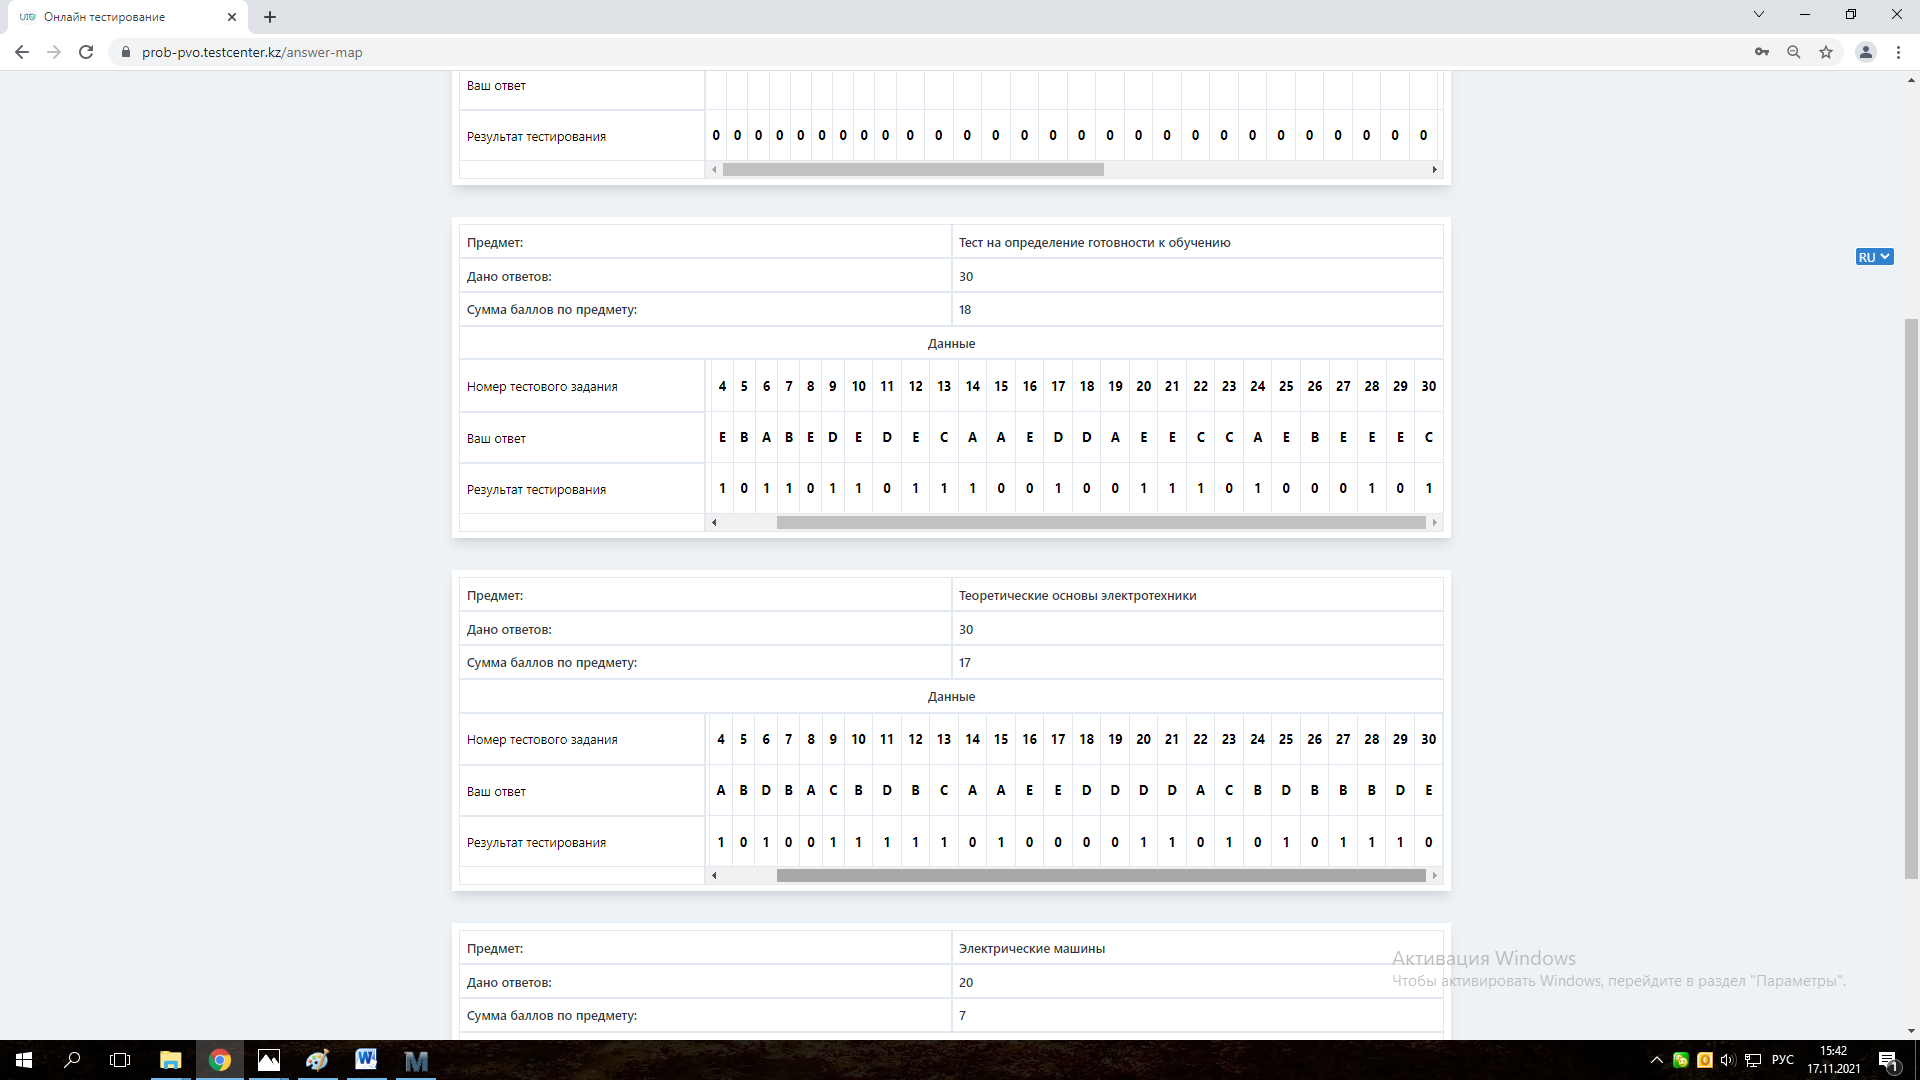 Онлайн тестирование
prob-pvo.testcenter.kz/answer-map
Ваш ответ
Результат тестирования 0 0 0 0 0 0 0 0 0 0 0 0 0 0 0 0 0 0 0 0 0 0 0 0 0 0 0 0
Предмет: Тест на определение готовности к обучению
RU
Дано ответов: 30
Сумма баллов по предмету: 18
Данные
Номер тестового задания 4 5 6 7 8 9 10 11 12 13 14 15 16 17 18 19 20 21 22 23 24 25 26 27 28 29 30
Ваш ответ E B A B E D E D E C A A E D D A E E C C A E B E E E C
Результат тестирования 1 0 1 1 0 1 1 0 1 1 1 0 0 1 0 0 1 1 1 0 1 0 0 0 1 0 1
Предмет: Теоретические основы электротехники
Дано ответов: 30
Сумма баллов по предмету: 17
Данные
Номер тестового задания 4 5 6 7 8 9 10 11 12 13 14 15 16 17 18 19 20 21 22 23 24 25 26 27 28 29 30
Ваш ответ A B D B A C B D B C A A E E D D D D A C B D B B B D E
Результат тестирования 1 0 1 0 0 1 1 1 1 1 0 1 0 0 0 0 1 1 0 1 0 1 0 1 1 1 0
Предмет: Электрические машины
Дано ответов: 20
Сумма баллов по предмету: 7
Активация Windows
Чтобы активировать Windows, перейдите в раздел "Параметры".
РУС
15:42
17.11.2021
1